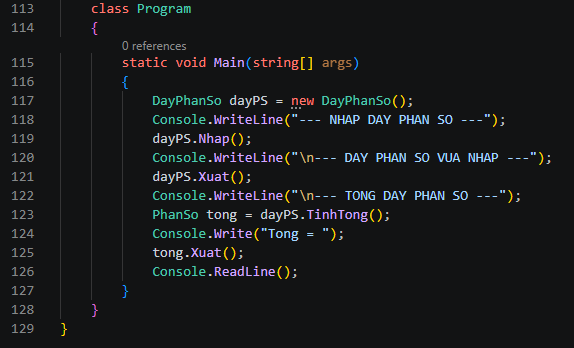 113 class Program
114 {
0 references
115 static void Main(string[] args)
116 {
117 DayPhanSo dayPS = new DayPhanSo();
118 Console.WriteLine("--- NHAP DAY PHAN SO ---");
119 dayPS.Nhap();
120 Console.WriteLine("\n--- DAY PHAN SO VUA NHAP ---");
121 dayPS.Xuat();
122 Console.WriteLine("\n--- TONG DAY PHAN SO ---");
123 PhanSo tong = dayPS.TinhTong();
124 Console.Write("Tong = ");
125 tong.Xuat();
126 Console.ReadLine();
127 }
128 }
129 }